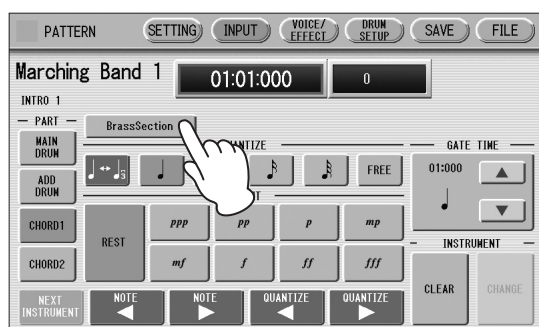 PATTERN
SETTING
INPUT
VOICE/
EFFECT
DRUM
SETUP
SAVE
FILE
Marching Band 1
01:01:000
0
INTRO 1
PART
BrassSection
MAIN
DRUM
GATE TIME
3
FREE
01:000
ADD
DRUM
CHORD1
REST
ppp
pp
p
mp
INSTRUMENT
CHORD2
mf
f
ff
fff
CLEAR
CHANGE
NEXT
INSTRUMENT
NOTE
NOTE
QUANTIZE
QUANTIZE